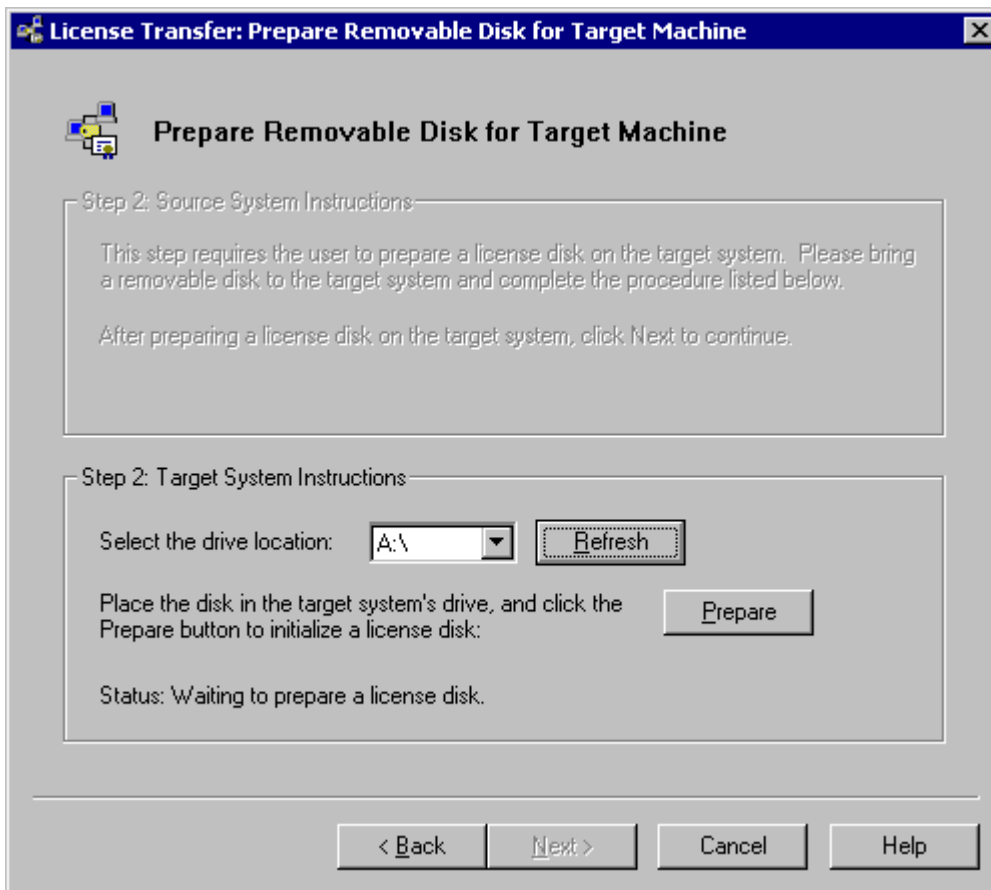 License Transfer: Prepare Removable Disk for Target Machine
Prepare Removable Disk for Target Machine
Step 2: Source System Instructions
This step requires the user to prepare a license disk on the target system.  Please bring
a removable disk to the target system and complete the procedure listed below.
After preparing a license disk on the target system, click Next to continue.
Step 2: Target System Instructions
Select the drive location:
A:\
Refresh
Place the disk in the target system's drive, and click the
Prepare button to initialize a license disk:
Prepare
Status: Waiting to prepare a license disk.
< Back
Next >
Cancel
Help